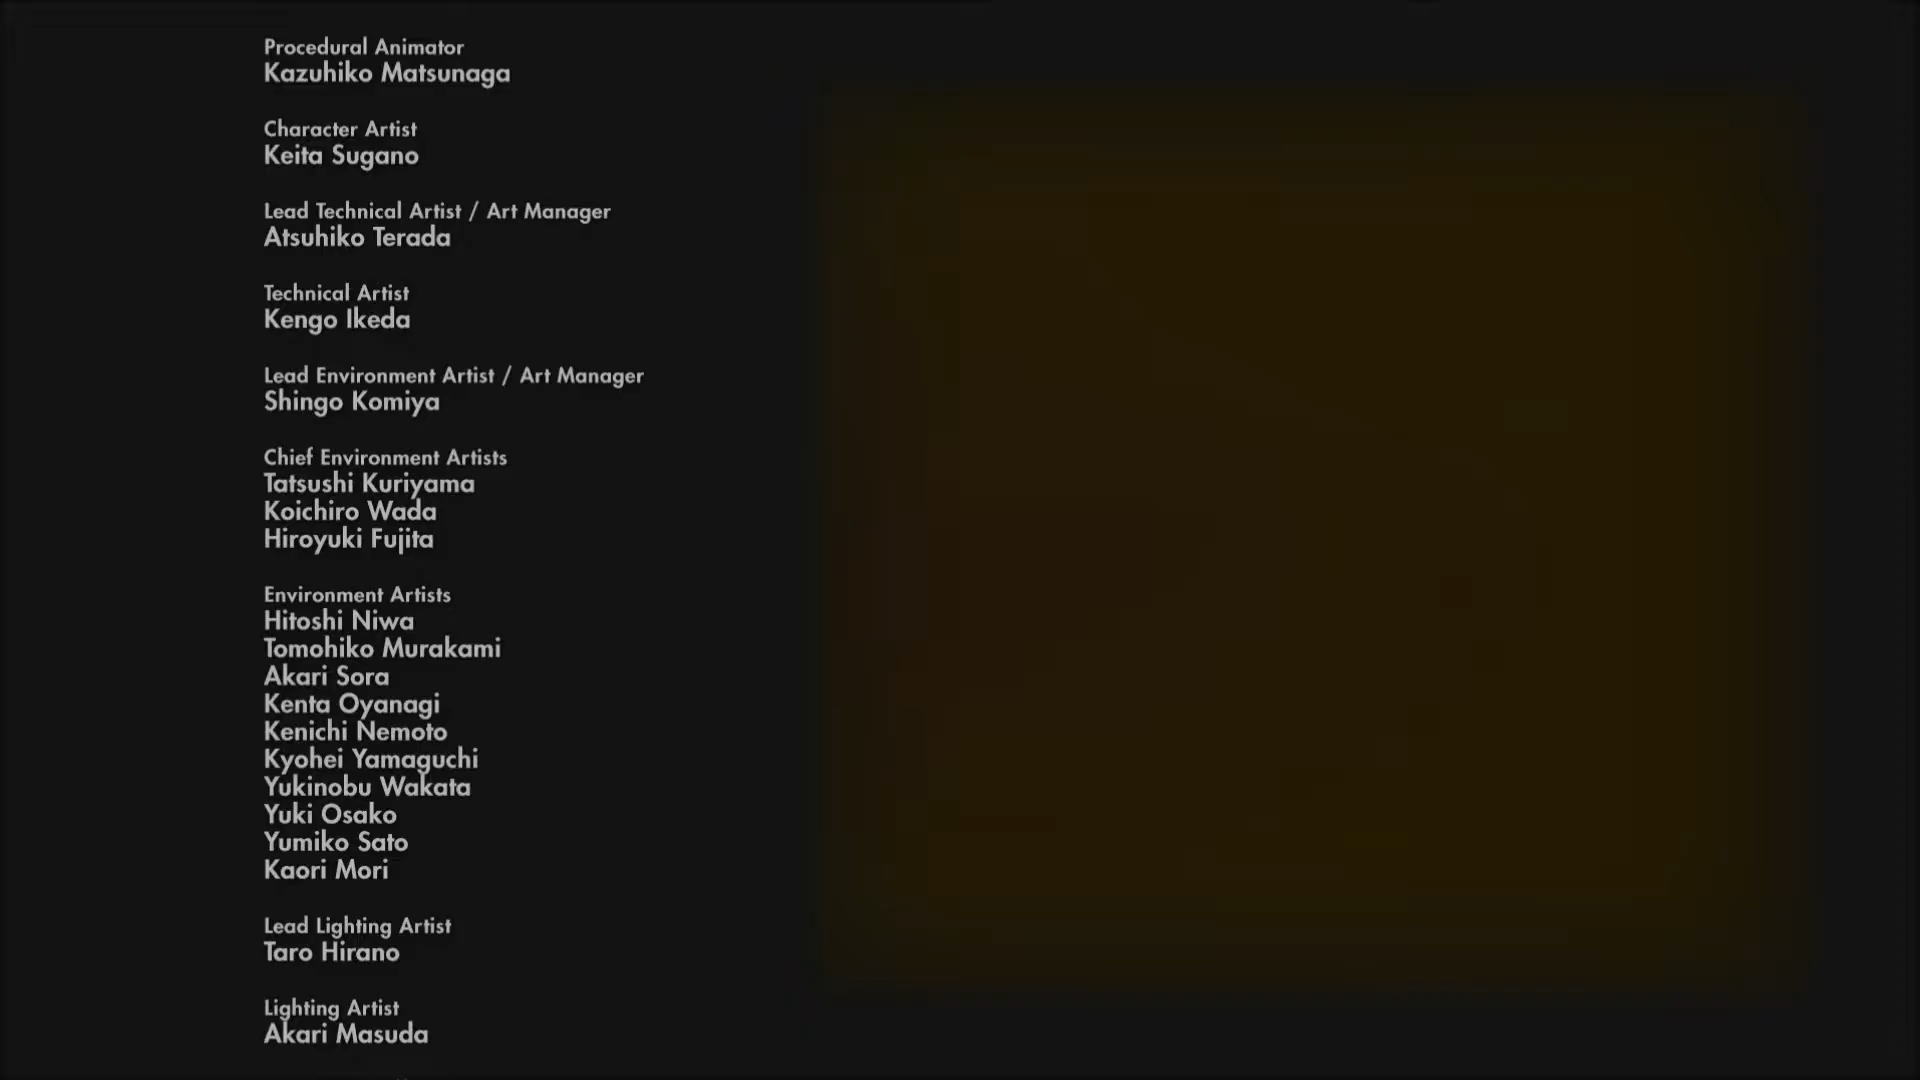 Procedural Animator
Kazuhiko Matsunaga
Character Artist
Keita Sugano
Lead Technical Artist / Art Manager
Atsuhiko Terada
Technical Artist
Kengo Ikeda
Lead Environment Artist / Art Manager
Shingo Komiya
Chief Environment Artists
Tatsushi Kuriyama
Koichiro Wada
Hiroyuki Fujita
Environment Artists
Hitoshi Niwa
Tomohiko Murakami
Akari Sora
Kenta Oyanagi
Kenichi Nemoto
Kyohei Yamaguchi
Yukinobu Wakata
Yuki Osako
Yumiko Sato
Kaori Mori
Lead Lighting Artist
Taro Hirano
Lighting Artist
Akari Masuda